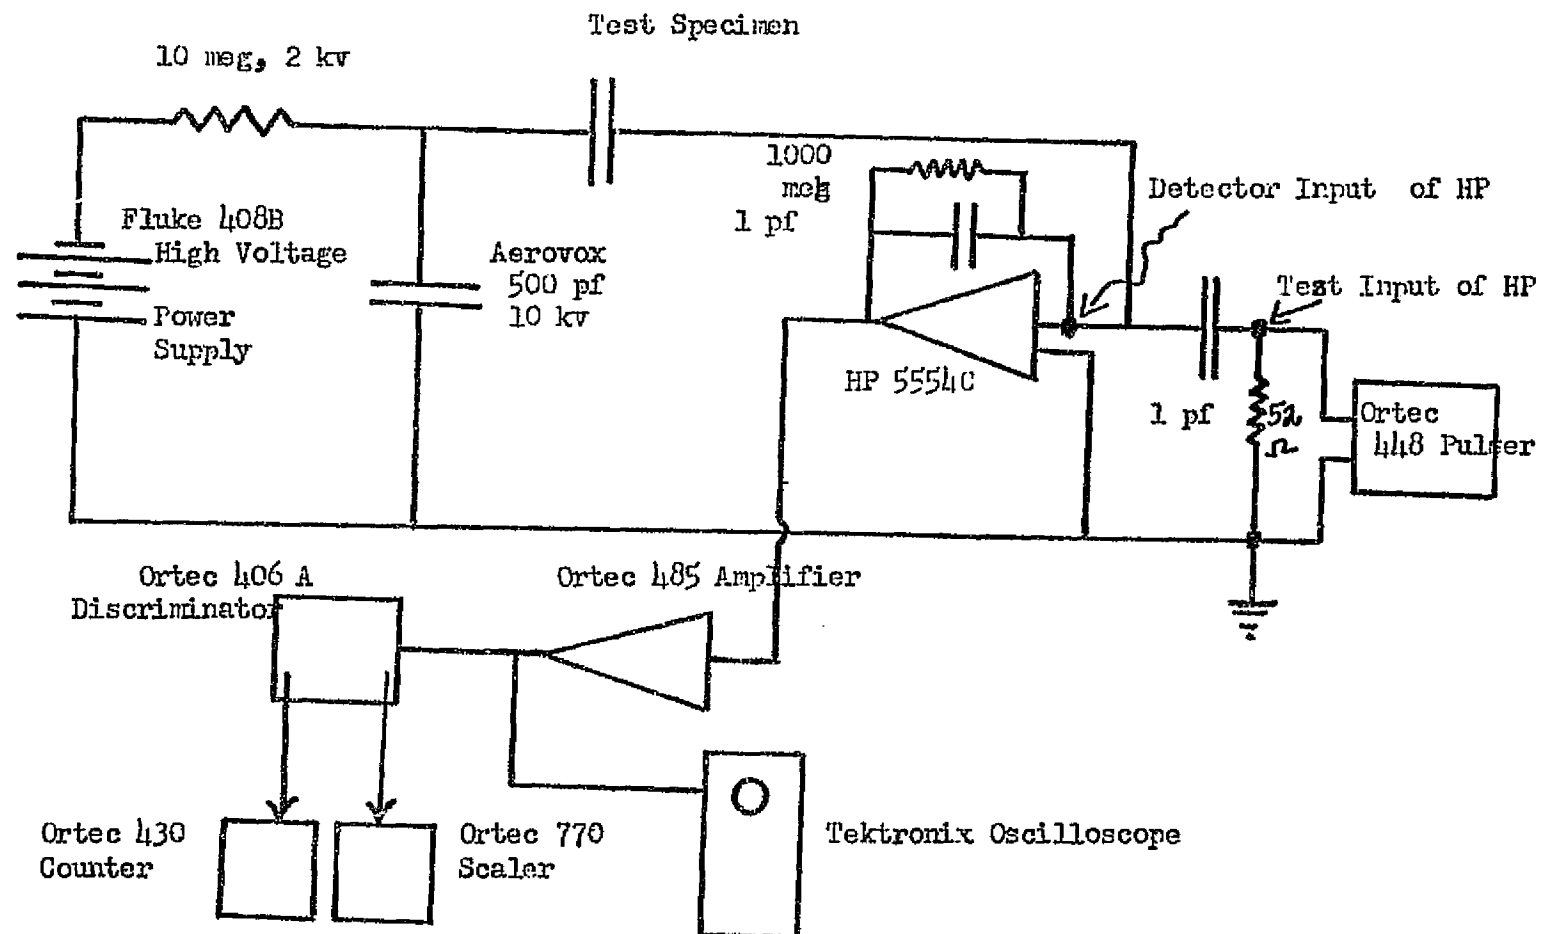 Test Specimen
10 meg, 2 kv
1000
meg
1 pf
Detector Input of HP
Fluke 408B
High Voltage
Power
Supply
Aerovox
500 pf
10 kv
Test Input of HP
HP 5554C
1 pf
52
Ω
Ortec
448 Pulser
Ortec 406 A
Discriminator
Ortec 485 Amplifier
Ortec 430
Counter
Ortec 770
Scaler
Tektronix Oscilloscope